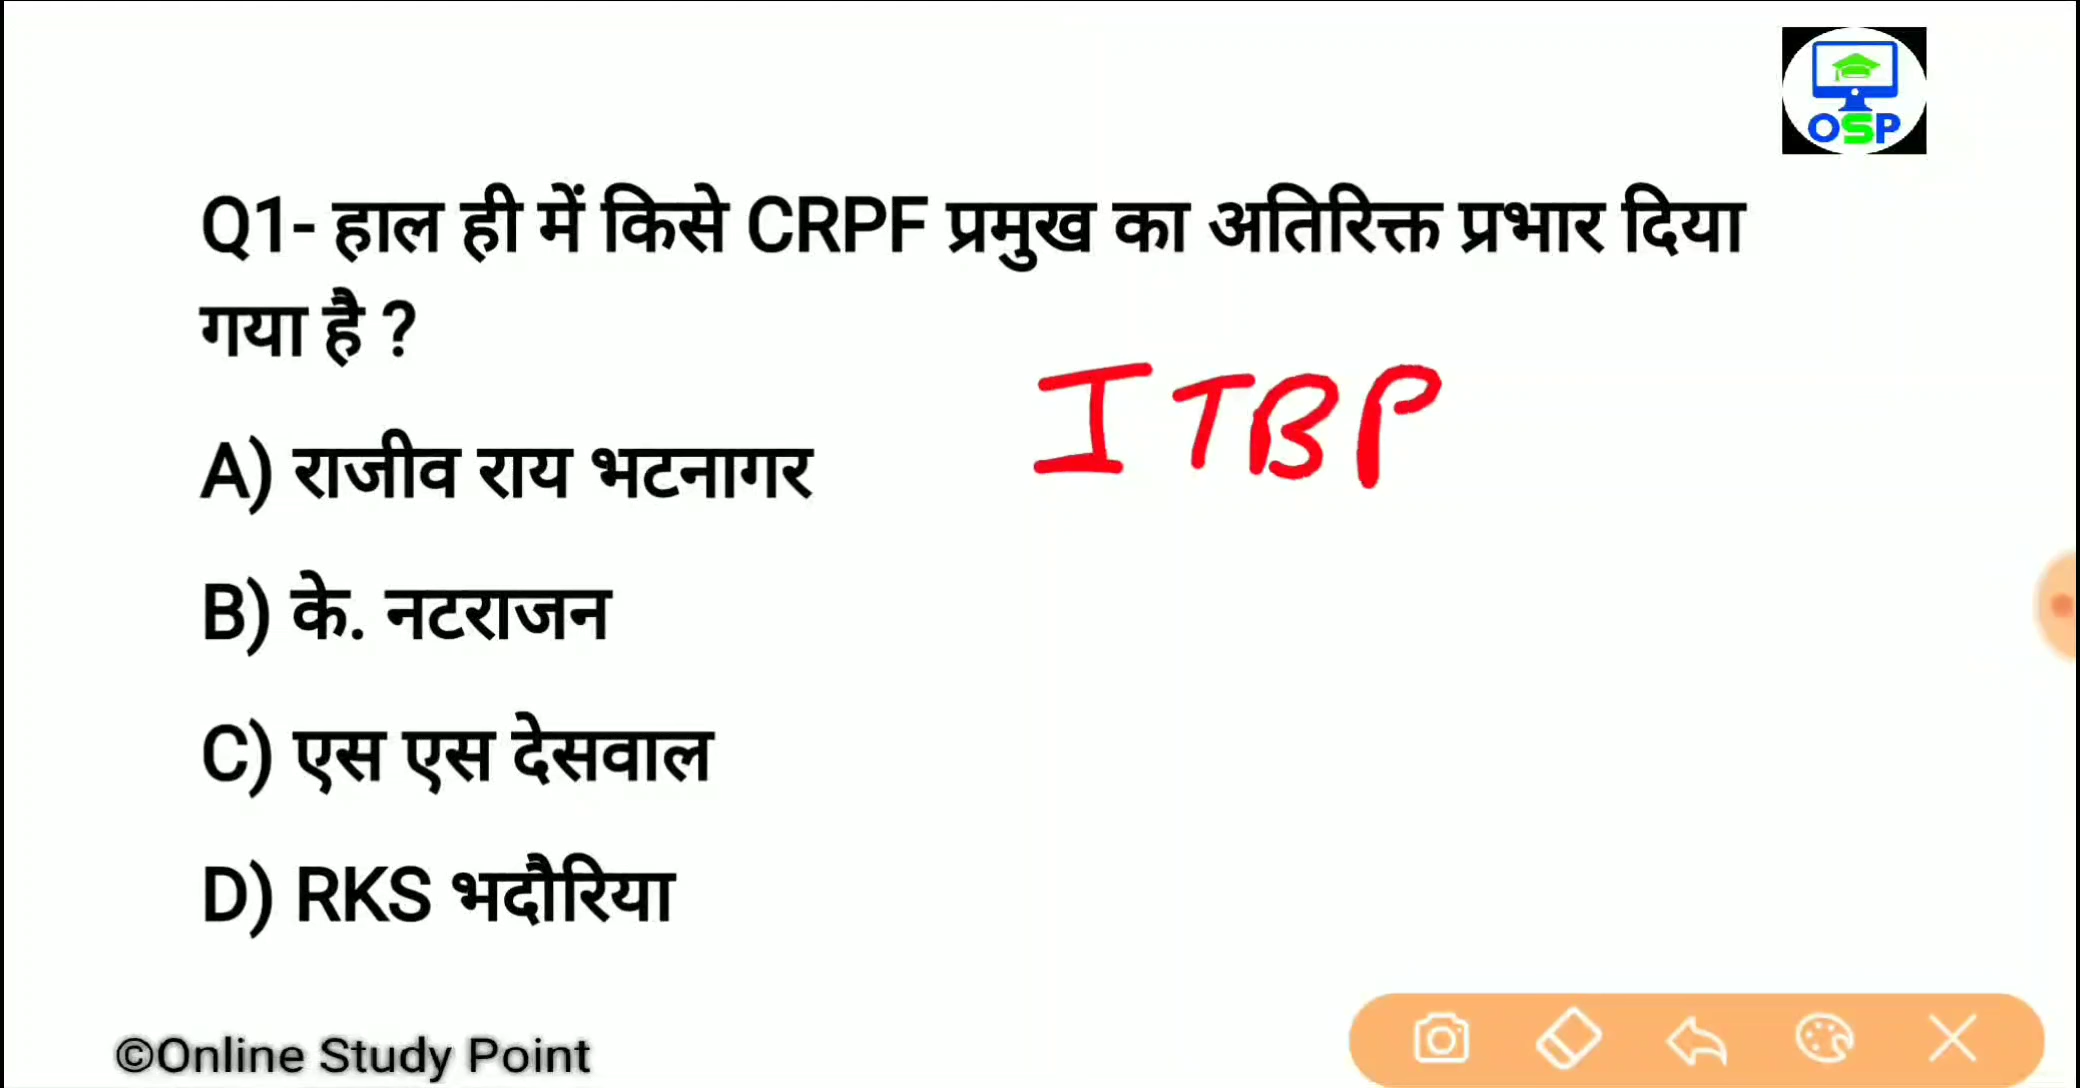 OSP
Q1- हाल ही में किसे CRPF प्रमुख का अतिरिक्त प्रभार दिया
गया है ?
ITBP
A) राजीव राय भटनागर
B) के. नटराजन
C) एस एस देसवाल
D) RKS भदौरिया
©Online Study Point